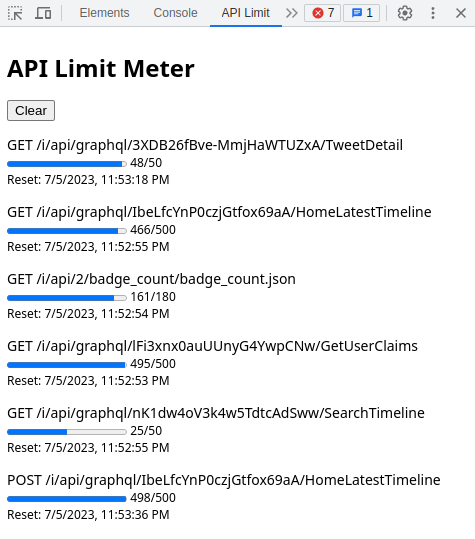 Elements Console API Limit 7 1
API Limit Meter
Clear
GET /i/api/graphql/3XDB26fBve-MmjHaWTUZxA/TweetDetail
48/50
Reset: 7/5/2023, 11:53:18 PM
GET /i/api/graphql/IbeLfcYnP0czjGtfox69aA/HomeLatestTimeline
466/500
Reset: 7/5/2023, 11:52:55 PM
GET /i/api/2/badge_count/badge_count.json
161/180
Reset: 7/5/2023, 11:52:54 PM
GET /i/api/graphql/lFi3xnx0auUUnyG4YwpCNw/GetUserClaims
495/500
Reset: 7/5/2023, 11:52:53 PM
GET /i/api/graphql/nK1dw4oV3k4w5TdtcAdSww/SearchTimeline
25/50
Reset: 7/5/2023, 11:52:55 PM
POST /i/api/graphql/IbeLfcYnP0czjGtfox69aA/HomeLatestTimeline
498/500
Reset: 7/5/2023, 11:53:36 PM